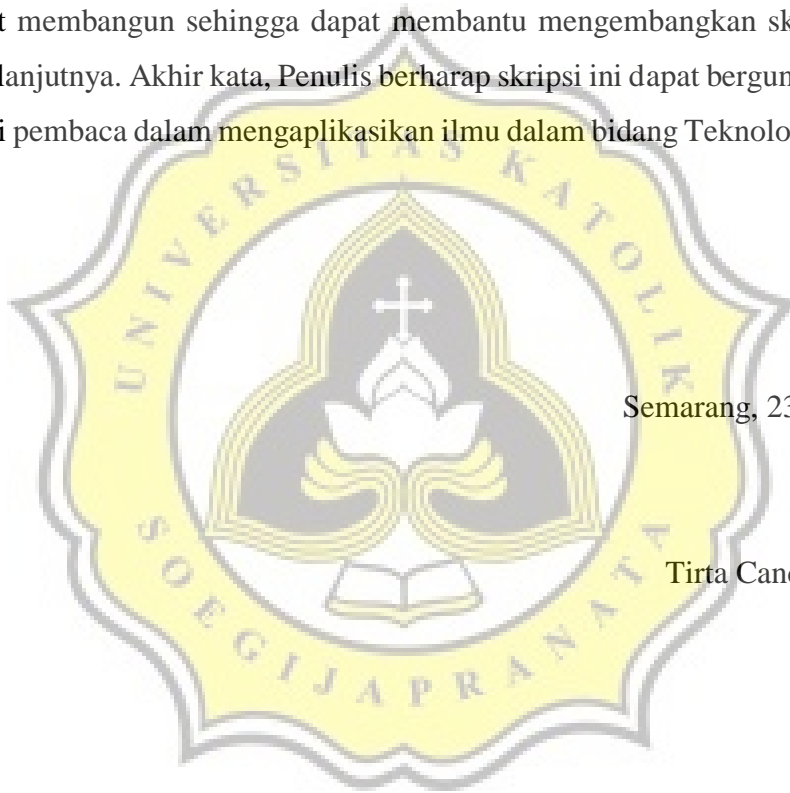 t membangun sehingga dapat membantu mengembangkan sk
lanjutnya. Akhir kata, Penulis berharap skripsi ini dapat bergun
i pembaca dalam mengaplikasikan ilmu dalam bidang Teknolo
UNIVERSITAS KATOLIK
Semarang, 23
Tirta Can
SOEGIJAPRANATA